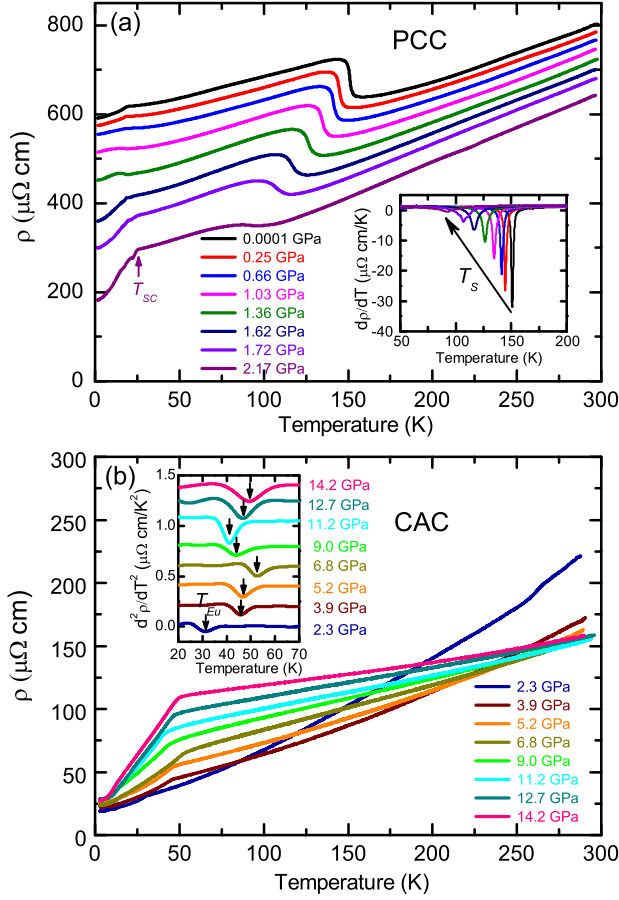 (a)
PCC
800
600
400
200
0
ρ (μΩ cm)
0.0001 GPa
0.25 GPa
0.66 GPa
1.03 GPa
1.36 GPa
1.62 GPa
1.72 GPa
2.17 GPa
T_SC
0
-10
-20
-30
-40
dρ/dT (μΩ cm/K)
T_S
50 100 150 200
Temperature (K)
0 50 100 150 200 250 300
Temperature (K)
(b)
CAC
300
250
200
150
100
50
0
ρ (μΩ cm)
1.5
1.0
0.5
0.0
d²ρ/dT² (μΩ cm/K²)
T_Eu
20 30 40 50 60 70
Temperature (K)
14.2 GPa
12.7 GPa
11.2 GPa
9.0 GPa
6.8 GPa
5.2 GPa
3.9 GPa
2.3 GPa
2.3 GPa
3.9 GPa
5.2 GPa
6.8 GPa
9.0 GPa
11.2 GPa
12.7 GPa
14.2 GPa
0 50 100 150 200 250 300
Temperature (K)